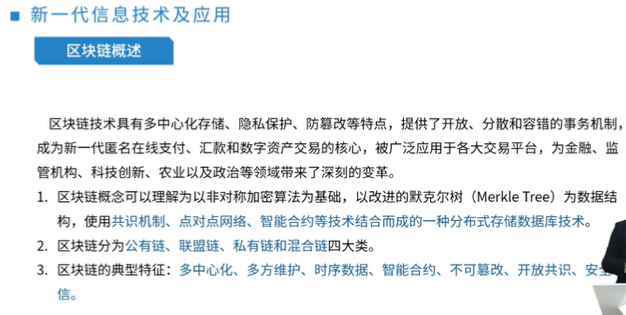 ■ 新一代信息技术及应用
区块链概述
区块链技术具有多中心化存储、隐私保护、防篡改等特点，提供了开放、分散和容错的事务机制，
成为新一代匿名在线支付、汇款和数字资产交易的核心，被广泛应用于各大交易平台，为金融、监
管机构、科技创新、农业以及政治等领域带来了深刻的变革。
1. 区块链概念可以理解为以非对称加密算法为基础，以改进的默克尔树（Merkle Tree）为数据结
构，使用共识机制、点对点网络、智能合约等技术结合而成的一种分布式存储数据库技术。
2. 区块链分为公有链、联盟链、私有链和混合链四大类。
3. 区块链的典型特征：多中心化、多方维护、时序数据、智能合约、不可篡改、开放共识、安全
信。